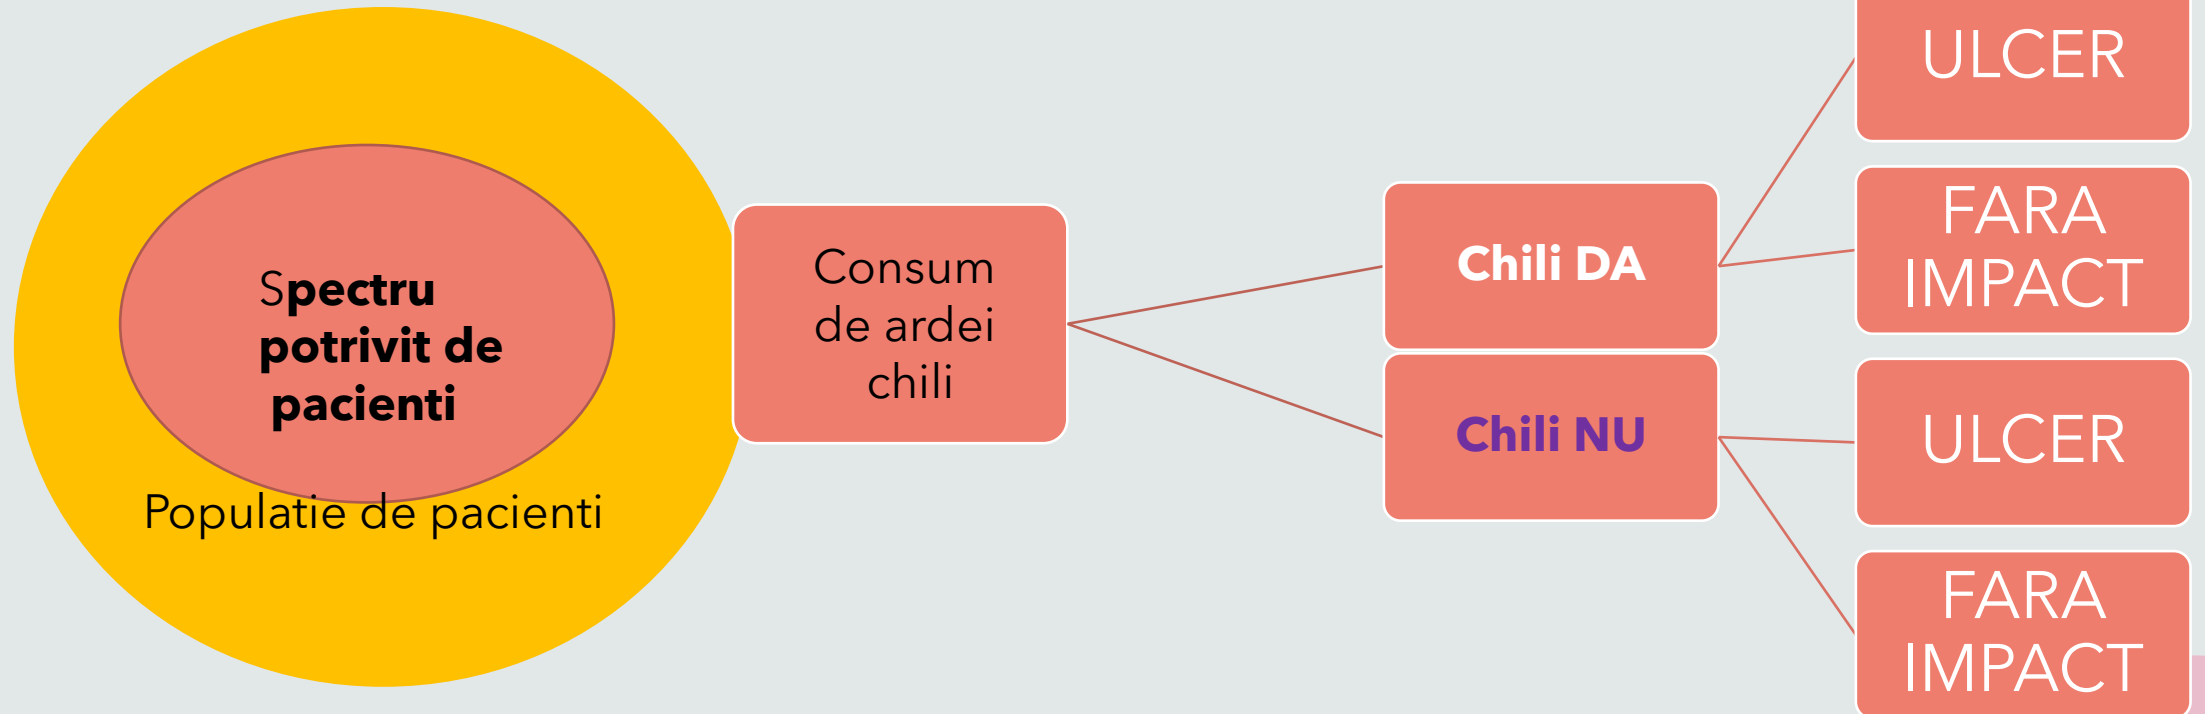 Spectru
potrivit de
pacienti
Populatie de pacienti
Consum
de ardei
chili
Chili DA
Chili NU
ULCER
FARA
IMPACT
ULCER
FARA
IMPACT